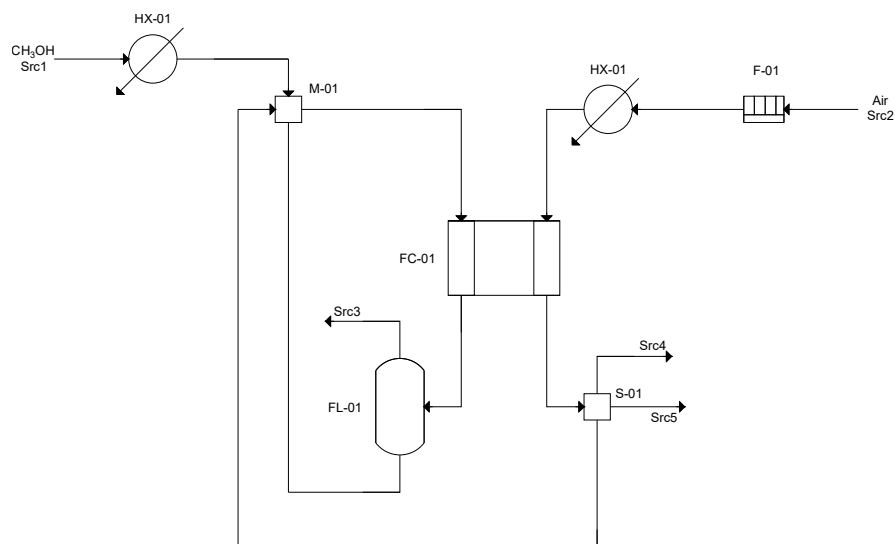 HX-01
CH₃OH
Src1
M-01
HX-01
F-01
Air
Src2
FC-01
Src3
FL-01
Src4
S-01
Src5